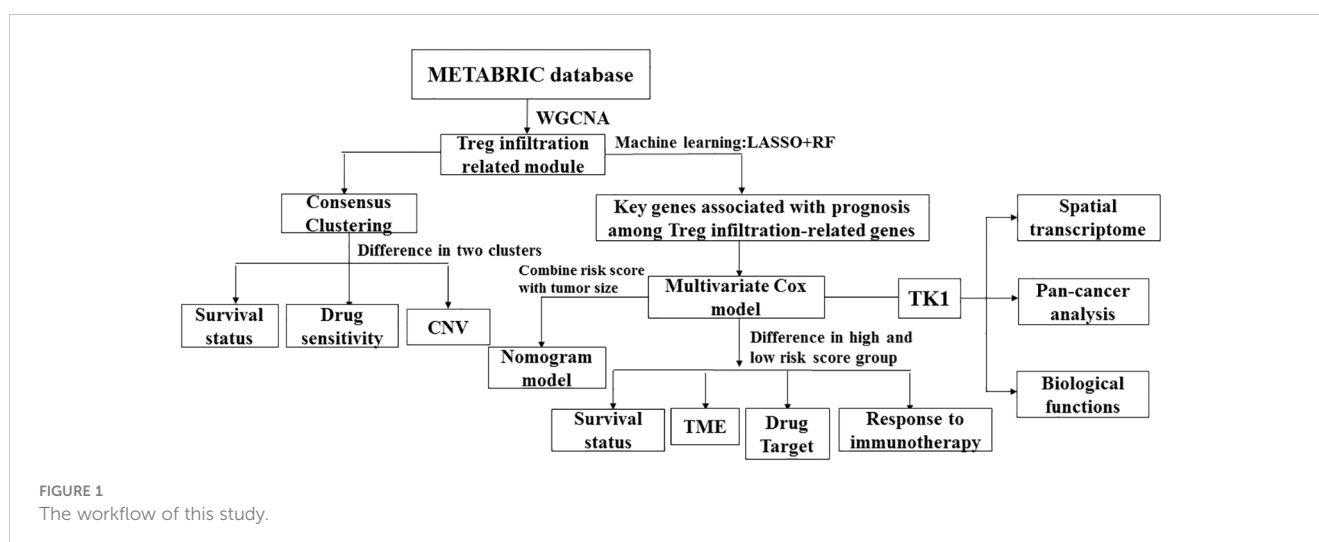 METABRIC database
WGCNA
Treg infiltration
related module
Machine learning:LASSO+RF
Consensus
Clustering
Key genes associated with prognosis
among Treg infiltration-related genes
Spatial
transcriptome
Difference in two clusters
Combine risk score
with tumor size
Multivariate Cox
model
TK1
Pan-cancer
analysis
Survival
status
Drug
sensitivity
CNV
Nomogram
model
Difference in high and
low risk score group
Biological
functions
Survival
status
TME
Drug
Target
Response to
immunotherapy
FIGURE 1
The workflow of this study.